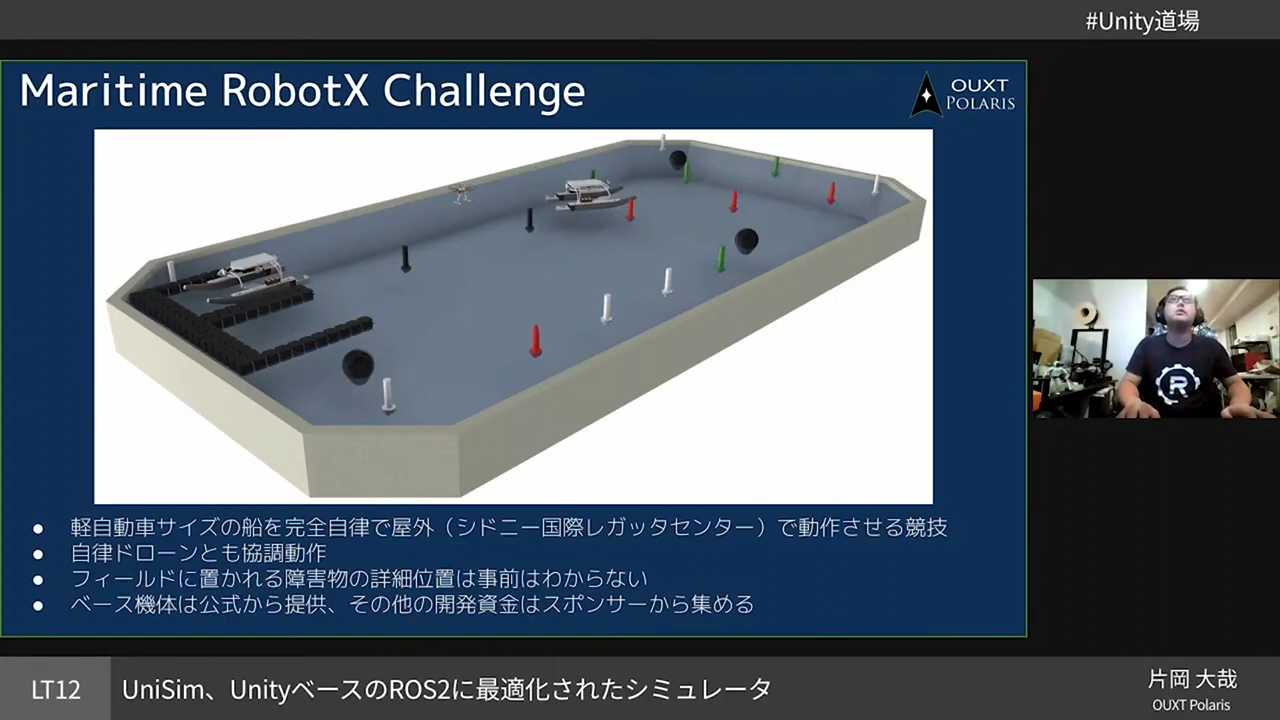 #Unity道場
Maritime RobotX Challenge
OUXT
POLARIS
● 軽自動車サイズの船を完全自律で屋外（シドニー国際レガッタセンター）で動作させる競技
● 自律ドローンとも協調動作
● フィールドに置かれる障害物の詳細位置は事前はわからない
● ベース機体は公式から提供、その他の開発資金はスポンサーから集める
R
LT12
UniSim、UnityベースのROS2に最適化されたシミュレータ
片岡 大哉
OUXT Polaris